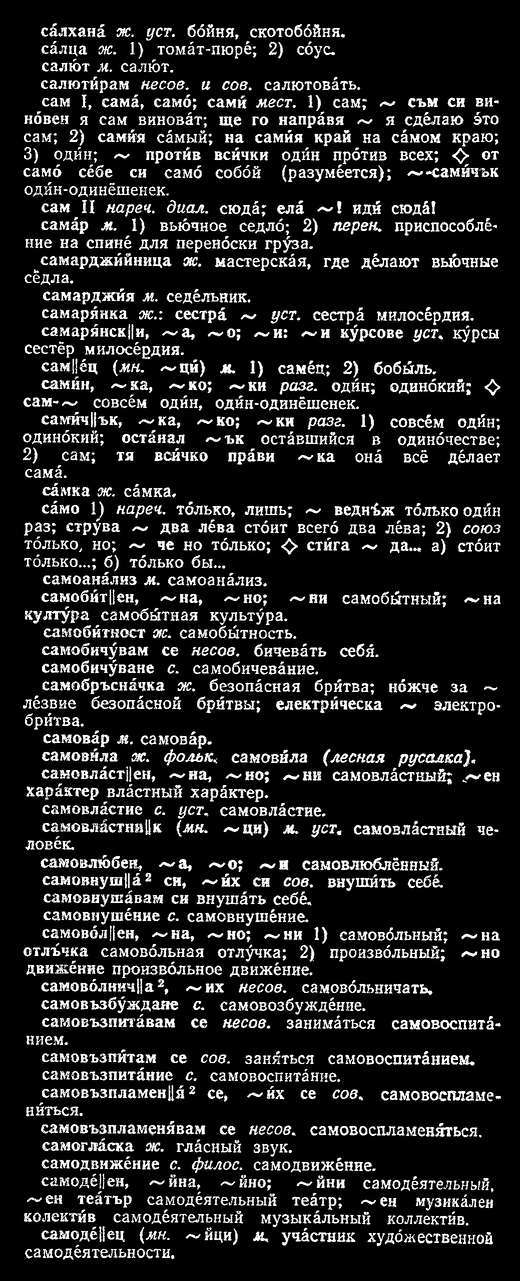 са́лхана́ ж. уст. бо́йня, скотобо́йня.
са́лца ж. 1) тома́т-пюре́; 2) со́ус.
салю́т м. салю́т.
салюти́рам несов. и сов. салютова́ть.
сам I, сама́, само́; сами́ мест. 1) сам; ~ съм си ви-
но́вен я сам винова́т; ще го напра́вя ~ я сде́лаю э́то
сам; 2) сами́я са́мый; на сами́я край на са́мом краю́;
3) оди́н; ~ проти́в вси́чки оди́н про́тив всех; ◇ от
само́ се́бе си само́ собо́й (разуме́ется); ~-сами́чък
оди́н-одинёшенек.
сам II нареч. диал. сюда́; ела́ ~! иди́ сюда́!
сама́р м. 1) вью́чное седло́; 2) перен. приспособле́-
ние на спине́ для перено́ски гру́за.
самарджи́йница ж. мастерска́я, где де́лают вью́чные
сёдла.
самарджи́я м. седе́льник.
самаря́нка ж.: сестра́ ~ уст. сестра́ милосе́рдия.
самаря́нск||и, ~а, ~о; ~и: ~и ку́рсове уст. ку́рсы
сестёр милосе́рдия.
сам||е́ц (мн. ~ци́) м. 1) саме́ц; 2) бобы́ль.
сами́н, ~ка, ~ко; ~ки разг. оди́н; одино́кий; ◇
сам-~ совсе́м оди́н, оди́н-одинёшенек.
сами́ч||ък, ~ка, ~ко; ~ки разг. 1) совсе́м оди́н;
одино́кий; оста́нал ~ък оста́вшийся в одино́честве;
2) сам; тя вси́чко пра́ви ~ка она́ всё де́лает
сама́.
са́мка ж. са́мка.
са́мо 1) нареч. то́лько, лишь; ~ ведн́ъж то́лько оди́н
раз; стру́ва ~ два ле́ва сто́ит всего́ два ле́ва; 2) союз
то́лько, но; ~ че но то́лько; ◇ сти́га ~ да... а) сто́ит
то́лько...; б) то́лько бы...
самоана́лиз м. самоана́лиз.
самоби́т||ен, ~на, ~но; ~ни самобы́тный; ~на
култу́ра самобы́тная культу́ра.
самоби́тност ж. самобы́тность.
самобичу́вам се несов. бичева́ть себя́.
самобичу́ване с. самобичева́ние.
самобръсна́чка ж. безопа́сная бри́тва; но́жче за ~
ле́звие безопа́сной бри́твы; електри́ческа ~ электро-
бри́тва.
самова́р м. самова́р.
самови́ла ж. фольк. самови́ла (лесная русалка).
самовла́ст||ен, ~на, ~но; ~ни самовла́стный; ~ен
хара́ктер вла́стный хара́ктер.
самовла́стие с. уст. самовла́стие.
самовла́стни||к (мн. ~ци) м. уст. самовла́стный че-
лове́к.
самовлю́бен, ~а, ~о; ~и самовлюблённый.
самовнуш||а́² си, ~и́х си сов. внуши́ть себе́.
самовнуша́вам си внуша́ть себе́.
самовнуше́ние с. самовнуше́ние.
самово́л||ен, ~на, ~но; ~ни 1) самово́льный; ~на
отлъ́чка самово́льная отлу́чка; 2) произво́льный; ~но
движе́ние произво́льное движе́ние.
самово́лнич||а², ~их несов. самово́льничать.
самовъзбу́ждане с. самовозбужде́ние.
самовъзпита́вам се несов. занима́ться самовоспита́-
нием.
самовъзпи́там се сов. заня́ться самовоспита́нием.
самовъзпита́ние с. самовоспита́ние.
самовъзпламен||я́² се, ~и́х се сов. самовоспламе-
ни́ться.
самовъзпламеня́вам се несов. самовоспламеня́ться.
самогла́ска ж. гла́сный звук.
самодвиже́ние с. филос. самодвиже́ние.
самоде́||ен, ~йна, ~йно; ~йни самоде́ятельный,
~ен теа́тър самоде́ятельный теа́тр; ~ен музика́лен
колекти́в самоде́ятельный музыка́льный коллекти́в.
самоде́||ец (мн. ~йци) м. уча́стник худо́жественной
самоде́ятельности.